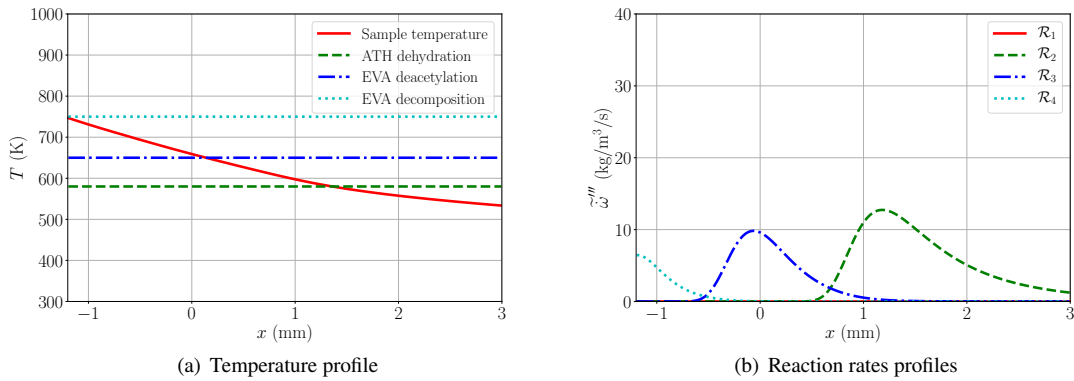 1000
900
800
700
600
500
400
300
T (K)
−1
0
1
2
3
x (mm)
Sample temperature
ATH dehydration
EVA deacetylation
EVA decomposition
(a) Temperature profile
40
30
20
10
0
ω̃̇‴ (kg/m³/s)
−1
0
1
2
3
x (mm)
ℛ₁
ℛ₂
ℛ₃
ℛ₄
(b) Reaction rates profiles